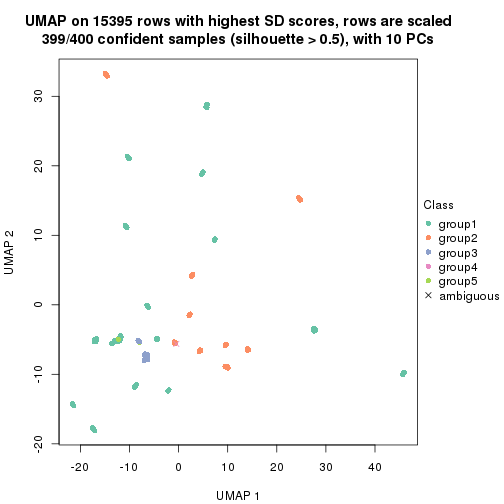 UMAP on 15395 rows with highest SD scores, rows are scaled
399/400 confident samples (silhouette > 0.5), with 10 PCs
30
20
10
0
-10
-20
UMAP 2
-20
-10
0
10
20
30
40
UMAP 1
Class
group1
group2
group3
group4
group5
ambiguous